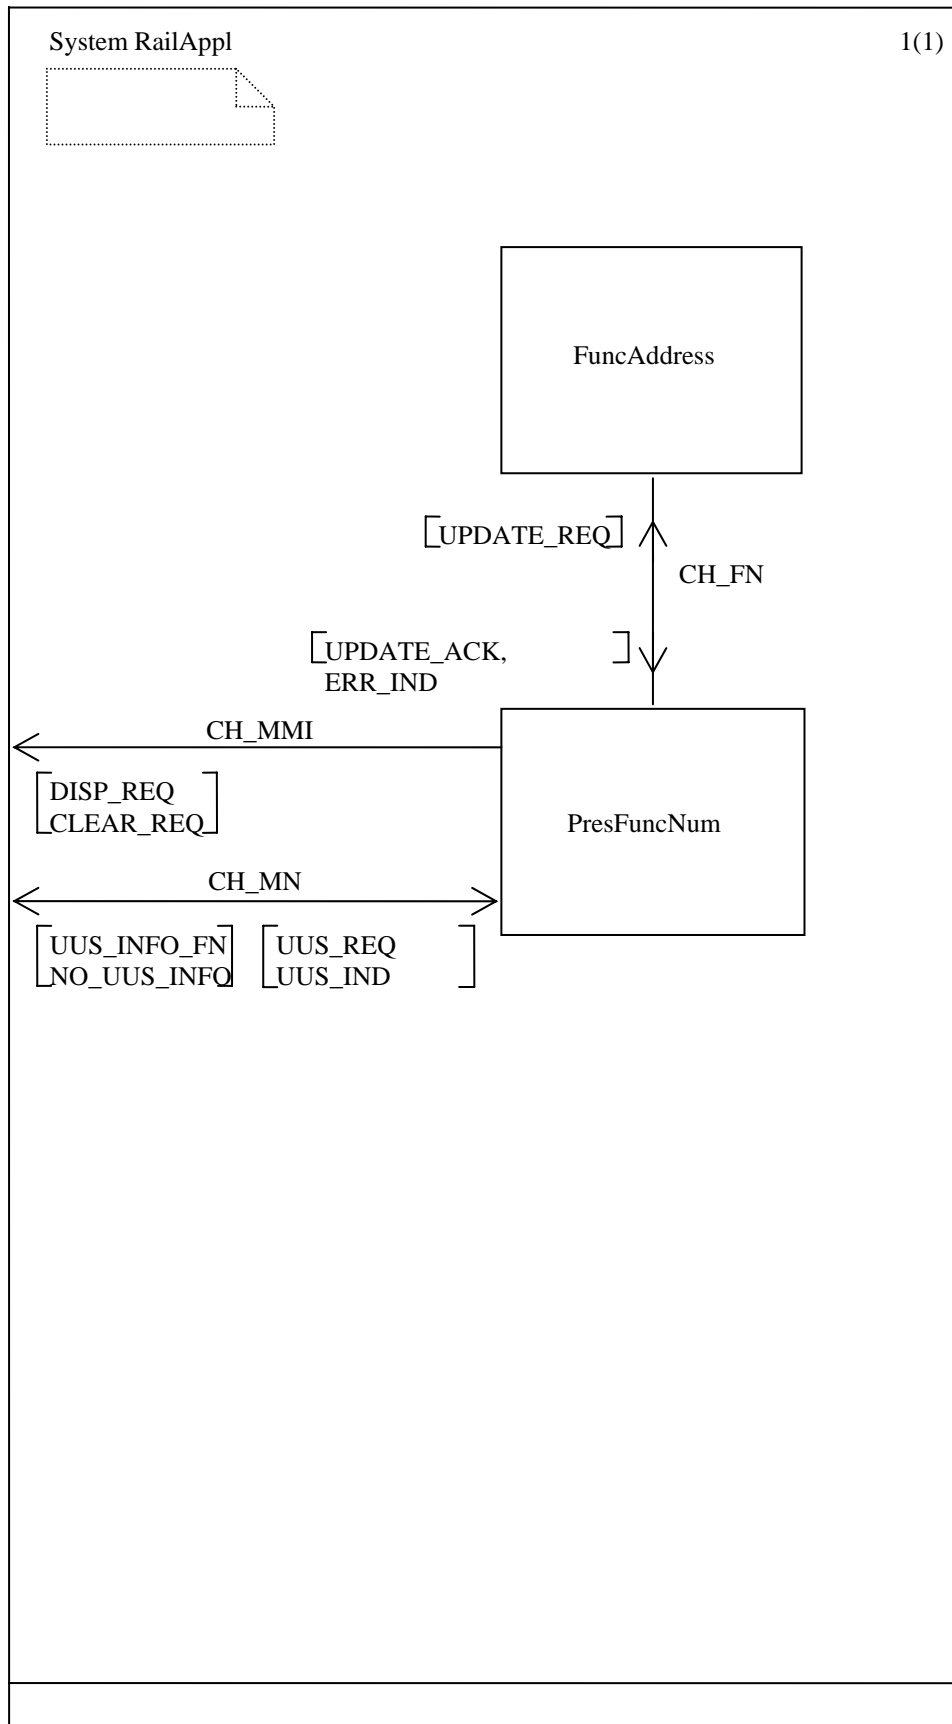 System RailAppl
1(1)
FuncAddress
UPDATE_REQ
CH_FN
UPDATE_ACK,
ERR_IND
CH_MMI
DISP_REQ
CLEAR_REQ
PresFuncNum
CH_MN
UUS_INFO_FN
NO_UUS_INFO
UUS_REQ
UUS_IND